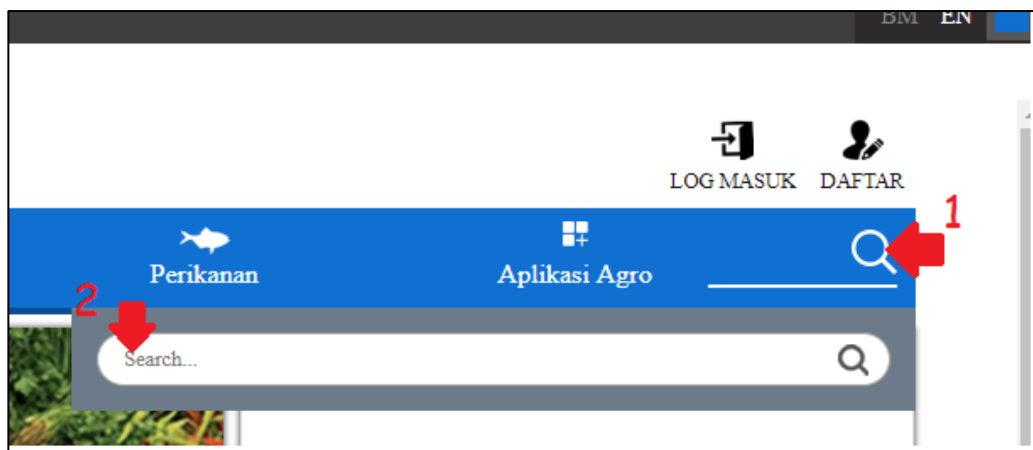 BM EN
LOG MASUK DAFTAR
1
Perikanan Aplikasi Agro
2
Search...